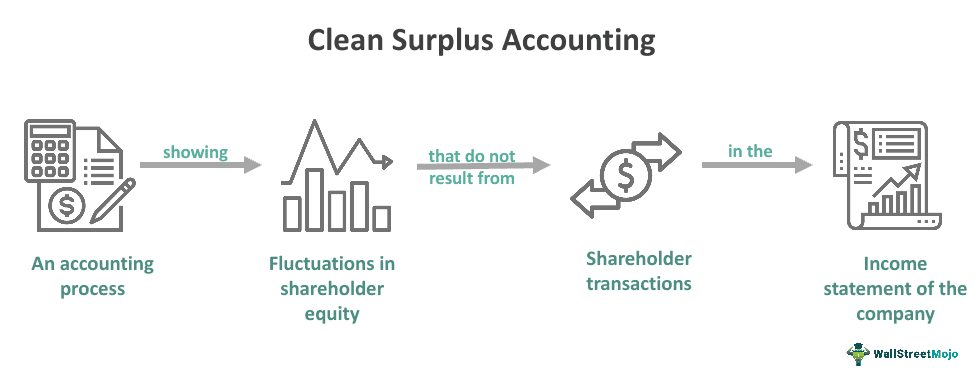 Clean Surplus Accounting
An accounting
process
showing
Fluctuations in
shareholder
equity
that do not
result from
Shareholder
transactions
in the
Income
statement of the
company
$
$
$
WallStreetMojo